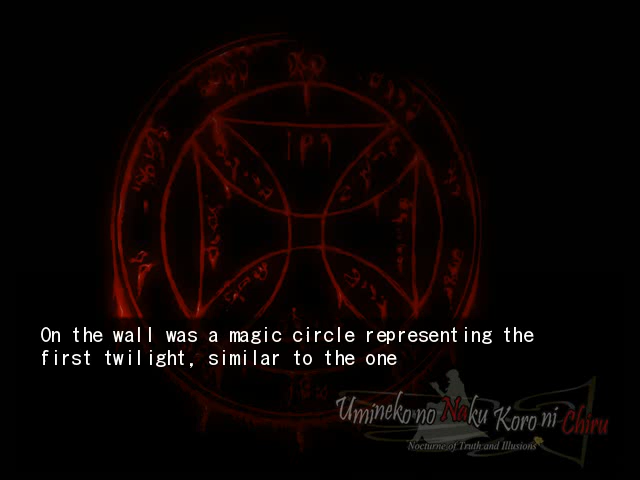 On the wall was a magic circle representing the
first twilight, similar to the one
Umineko no Naku Koro ni Chiru
Nocturne of Truth and Illusions